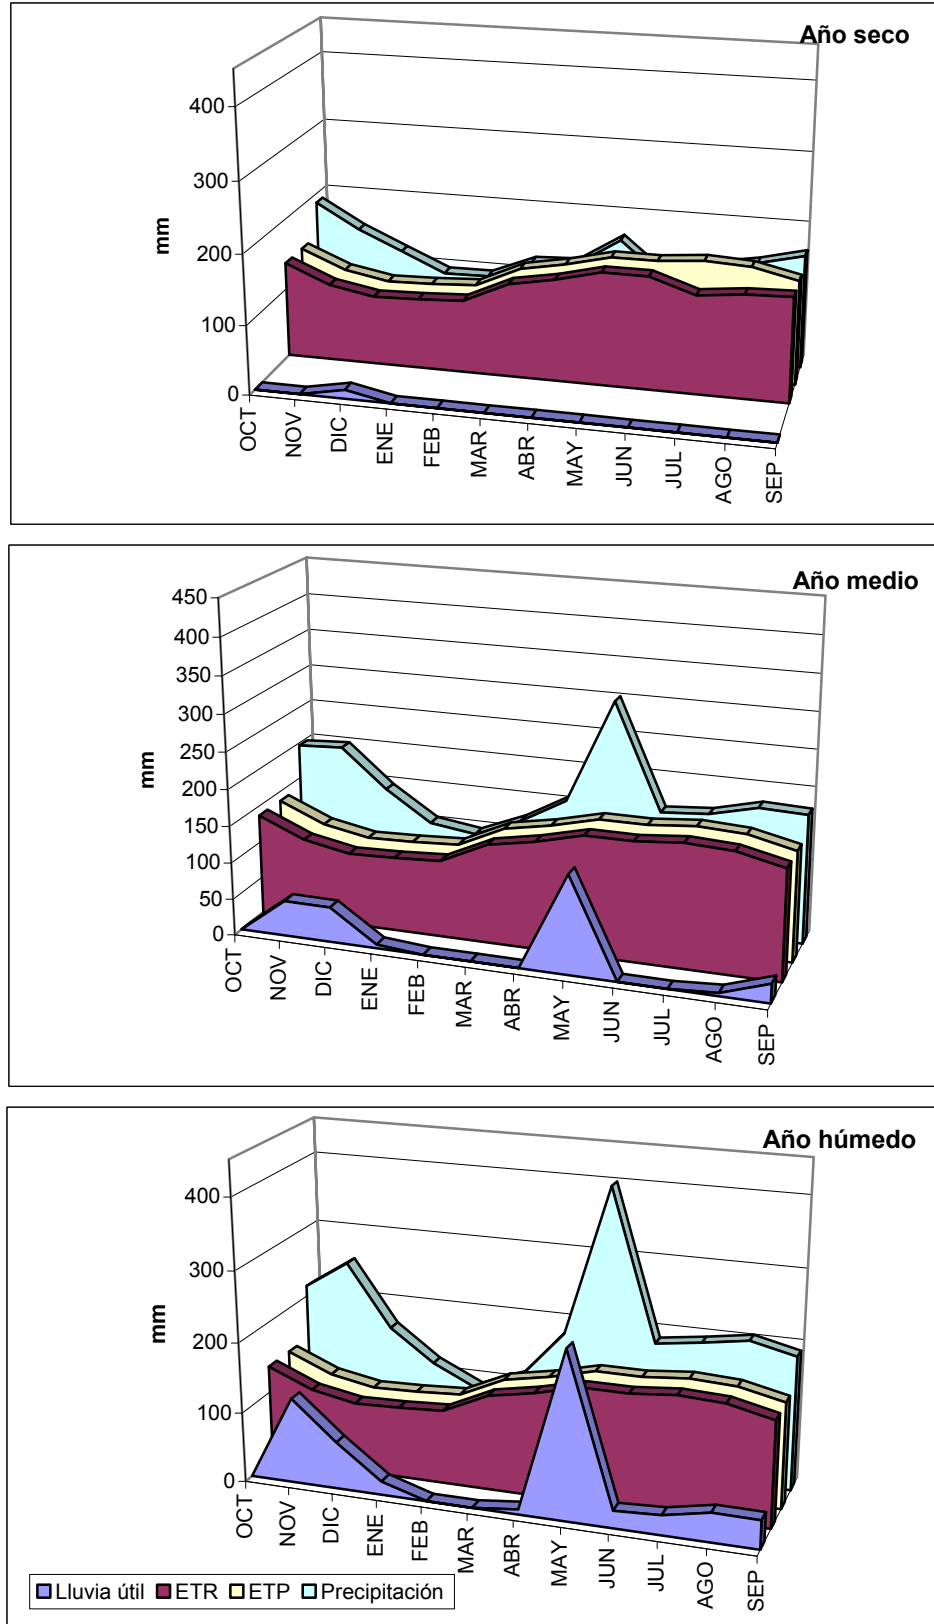 Año seco
400
300
200
100
0
mm
OCT
NOV
DIC
ENE
FEB
MAR
ABR
MAY
JUN
JUL
AGO
SEP
Año medio
450
400
350
300
250
200
150
100
50
0
mm
OCT
NOV
DIC
ENE
FEB
MAR
ABR
MAY
JUN
JUL
AGO
SEP
Año húmedo
400
300
200
100
0
mm
OCT
NOV
DIC
ENE
FEB
MAR
ABR
MAY
JUN
JUL
AGO
SEP
Lluvia útil ETR ETP Precipitación